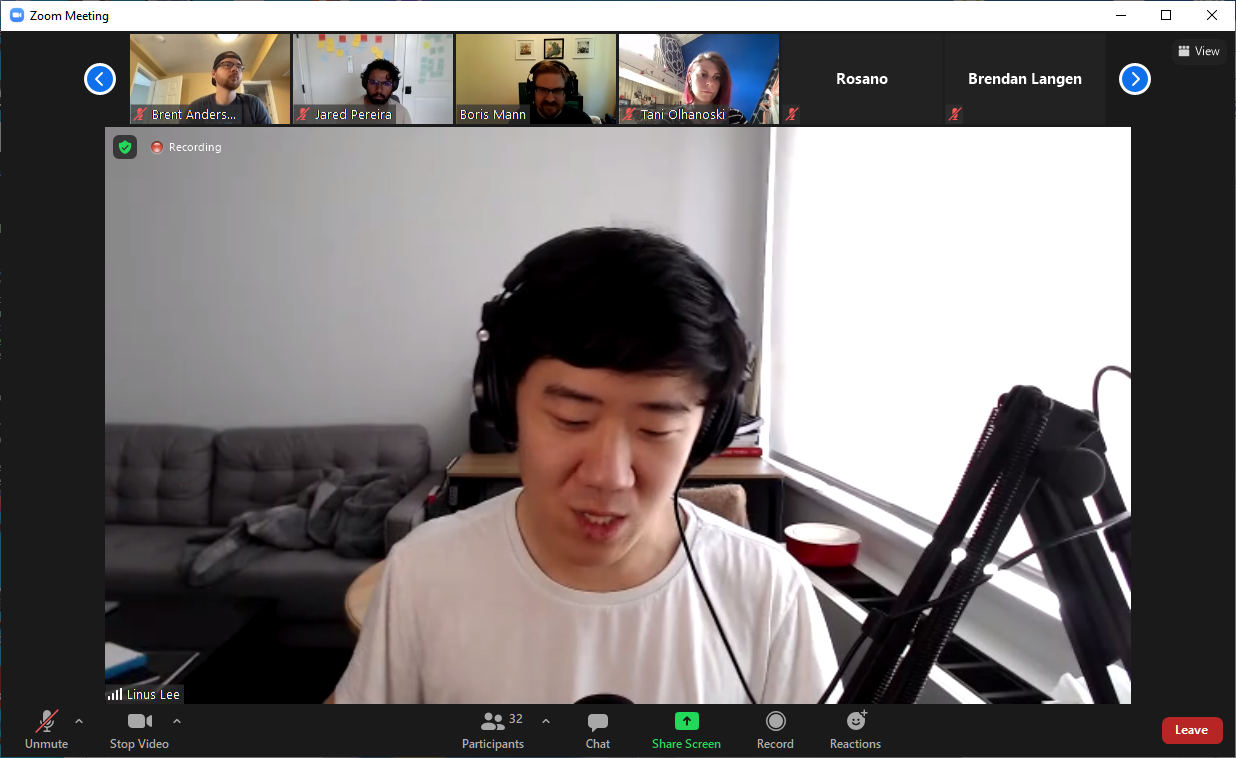 Zoom Meeting
View
Brent Anders...
Jared Pereira
Boris Mann
Tani Olhanoski
Rosano
Brendan Langen
Recording
Linus Lee
Unmute
Stop Video
32
Participants
Chat
Share Screen
Record
Reactions
Leave